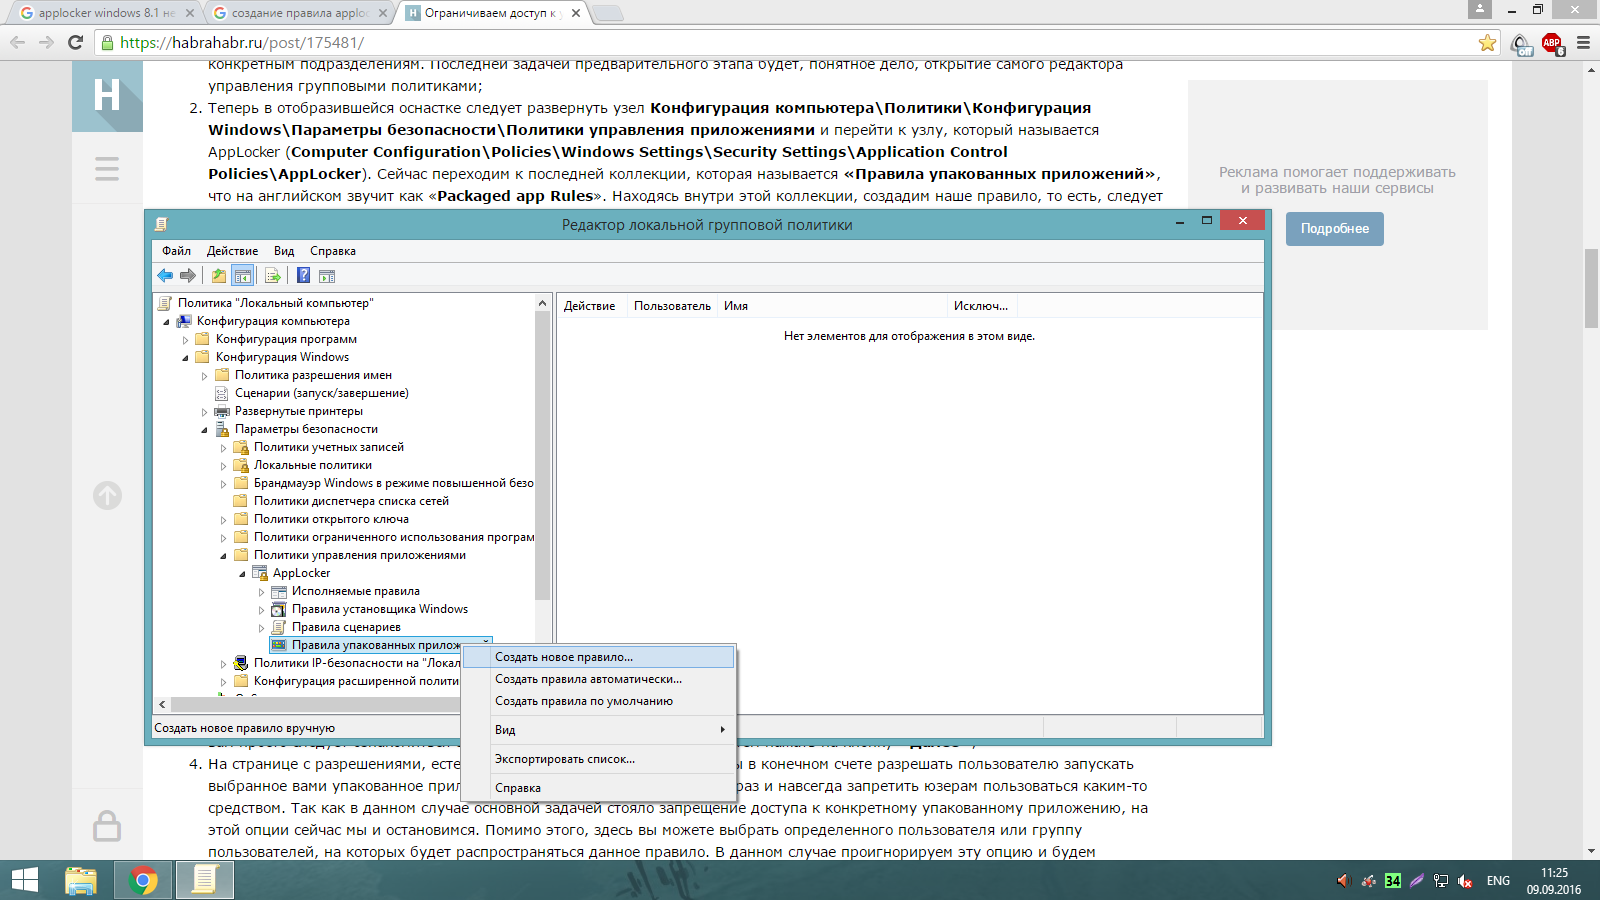 applocker windows 8.1 не
создание правила applo
Ограничиваем доступ к у
https://habrahabr.ru/post/175481/
Off
ABP
6
H
конкретным подразделениям. Последней задачей предварительного этапа будет, понятное дело, открытие самого редактора
управления групповыми политиками;
2. Теперь в отобразившейся оснастке следует развернуть узел Конфигурация компьютера\Политики\Конфигурация
Windows\Параметры безопасности\Политики управления приложениями и перейти к узлу, который называется
AppLocker (Computer Configuration\Policies\Windows Settings\Security Settings\Application Control
Policies\AppLocker). Сейчас переходим к последней коллекции, которая называется «Правила упакованных приложений»,
что на английском звучит как «Packaged app Rules». Находясь внутри этой коллекции, создадим наше правило, то есть, следует
Реклама помогает поддерживать
и развивать наши сервисы
Подробнее
Редактор локальной групповой политики
Файл Действие Вид Справка
Политика "Локальный компьютер"
Конфигурация компьютера
Конфигурация программ
Конфигурация Windows
Политика разрешения имен
Сценарии (запуск/завершение)
Развернутые принтеры
Параметры безопасности
Политики учетных записей
Локальные политики
Брандмауэр Windows в режиме повышенной безо
Политики диспетчера списка сетей
Политики открытого ключа
Политики ограниченного использования програм
Политики управления приложениями
AppLocker
Исполняемые правила
Правила установщика Windows
Правила сценариев
Правила упакованных прилож
Политики IP-безопасности на "Локал
Конфигурация расширенной полити
Действие Пользователь Имя Исключ...
Нет элементов для отображения в этом виде.
Создать новое правило...
Создать правила автоматически...
Создать правила по умолчанию
Вид
Экспортировать список...
Справка
Создать новое правило вручную
4. На странице с разрешениями, есте ы в конечном счете разрешать пользователю запускать
выбранное вами упакованное при раз и навсегда запретить юзерам пользоваться каким-то
средством. Так как в данном случае основной задачей стояло запрещение доступа к конкретному упакованному приложению, на
этой опции сейчас мы и остановимся. Помимо этого, здесь вы можете выбрать определенного пользователя или группу
пользователей, на которых будет распространяться данное правило. В данном случае проигнорируем эту опцию и будем
34
ENG
11:25
09.09.2016